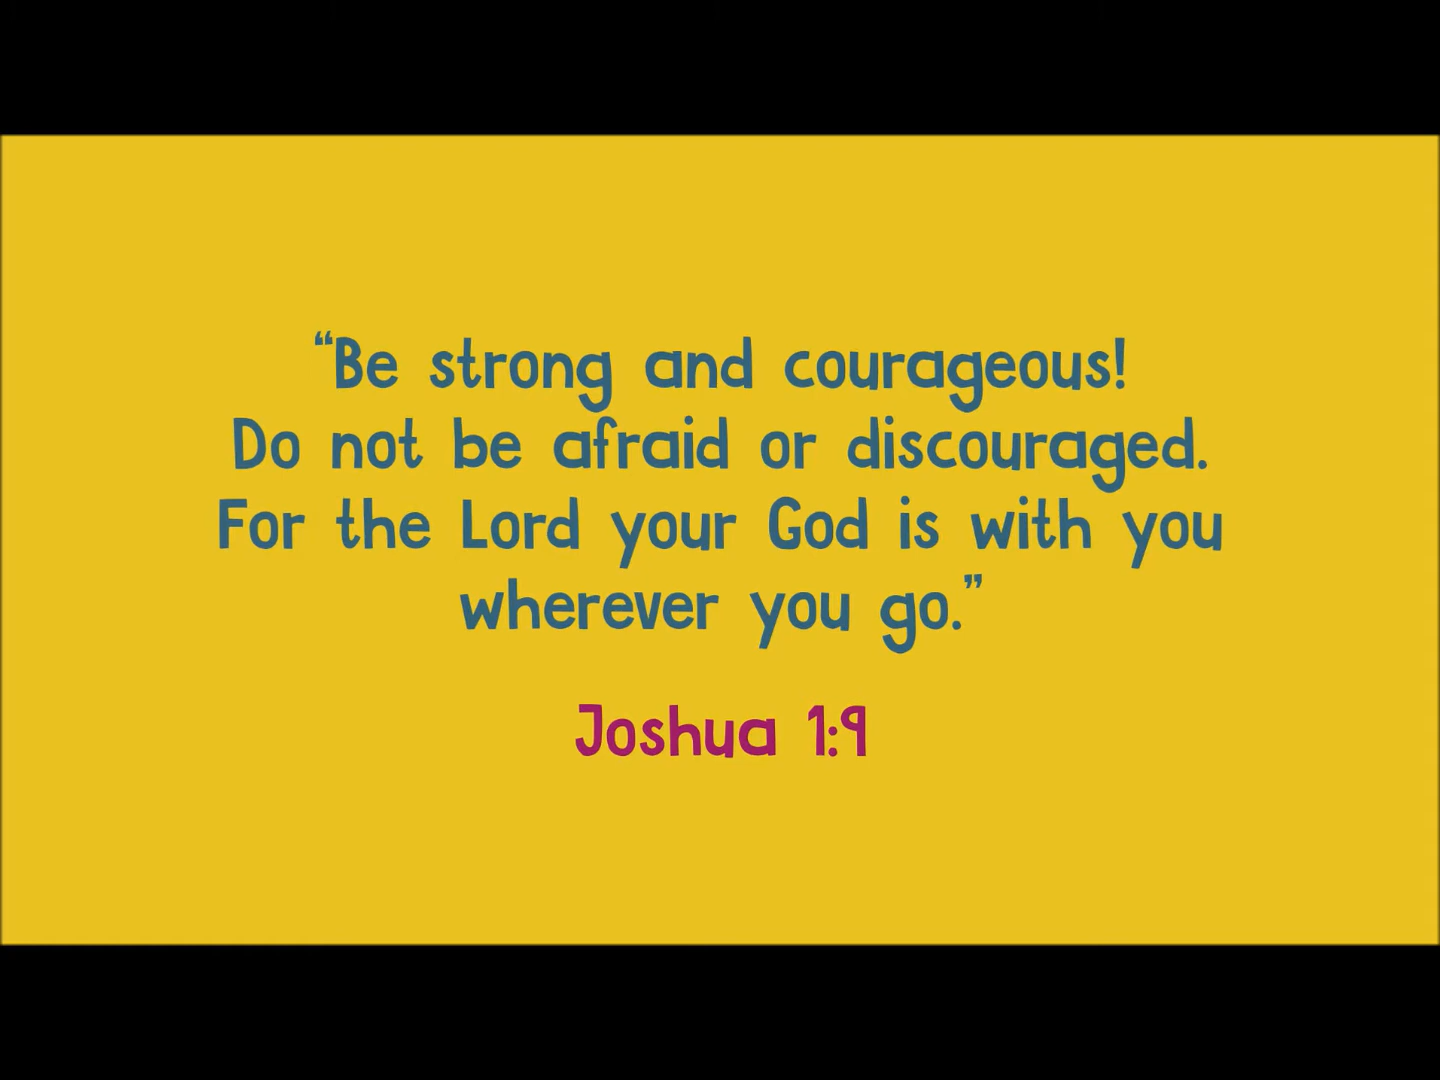 “Be strong and courageous!
Do not be afraid or discouraged.
For the Lord your God is with you
wherever you go.”
Joshua 1:9